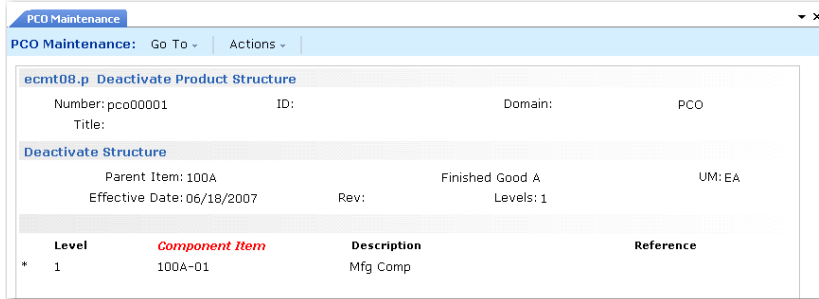 PCO Maintenance
PCO Maintenance: Go To Actions
ecmt08.p Deactivate Product Structure
Number: pco00001 ID: Domain: PCO
Title:
Deactivate Structure
Parent Item: 100A Finished Good A UM: EA
Effective Date: 06/18/2007 Rev: Levels: 1
Level Component Item Description Reference
* 1 100A-01 Mfg Comp